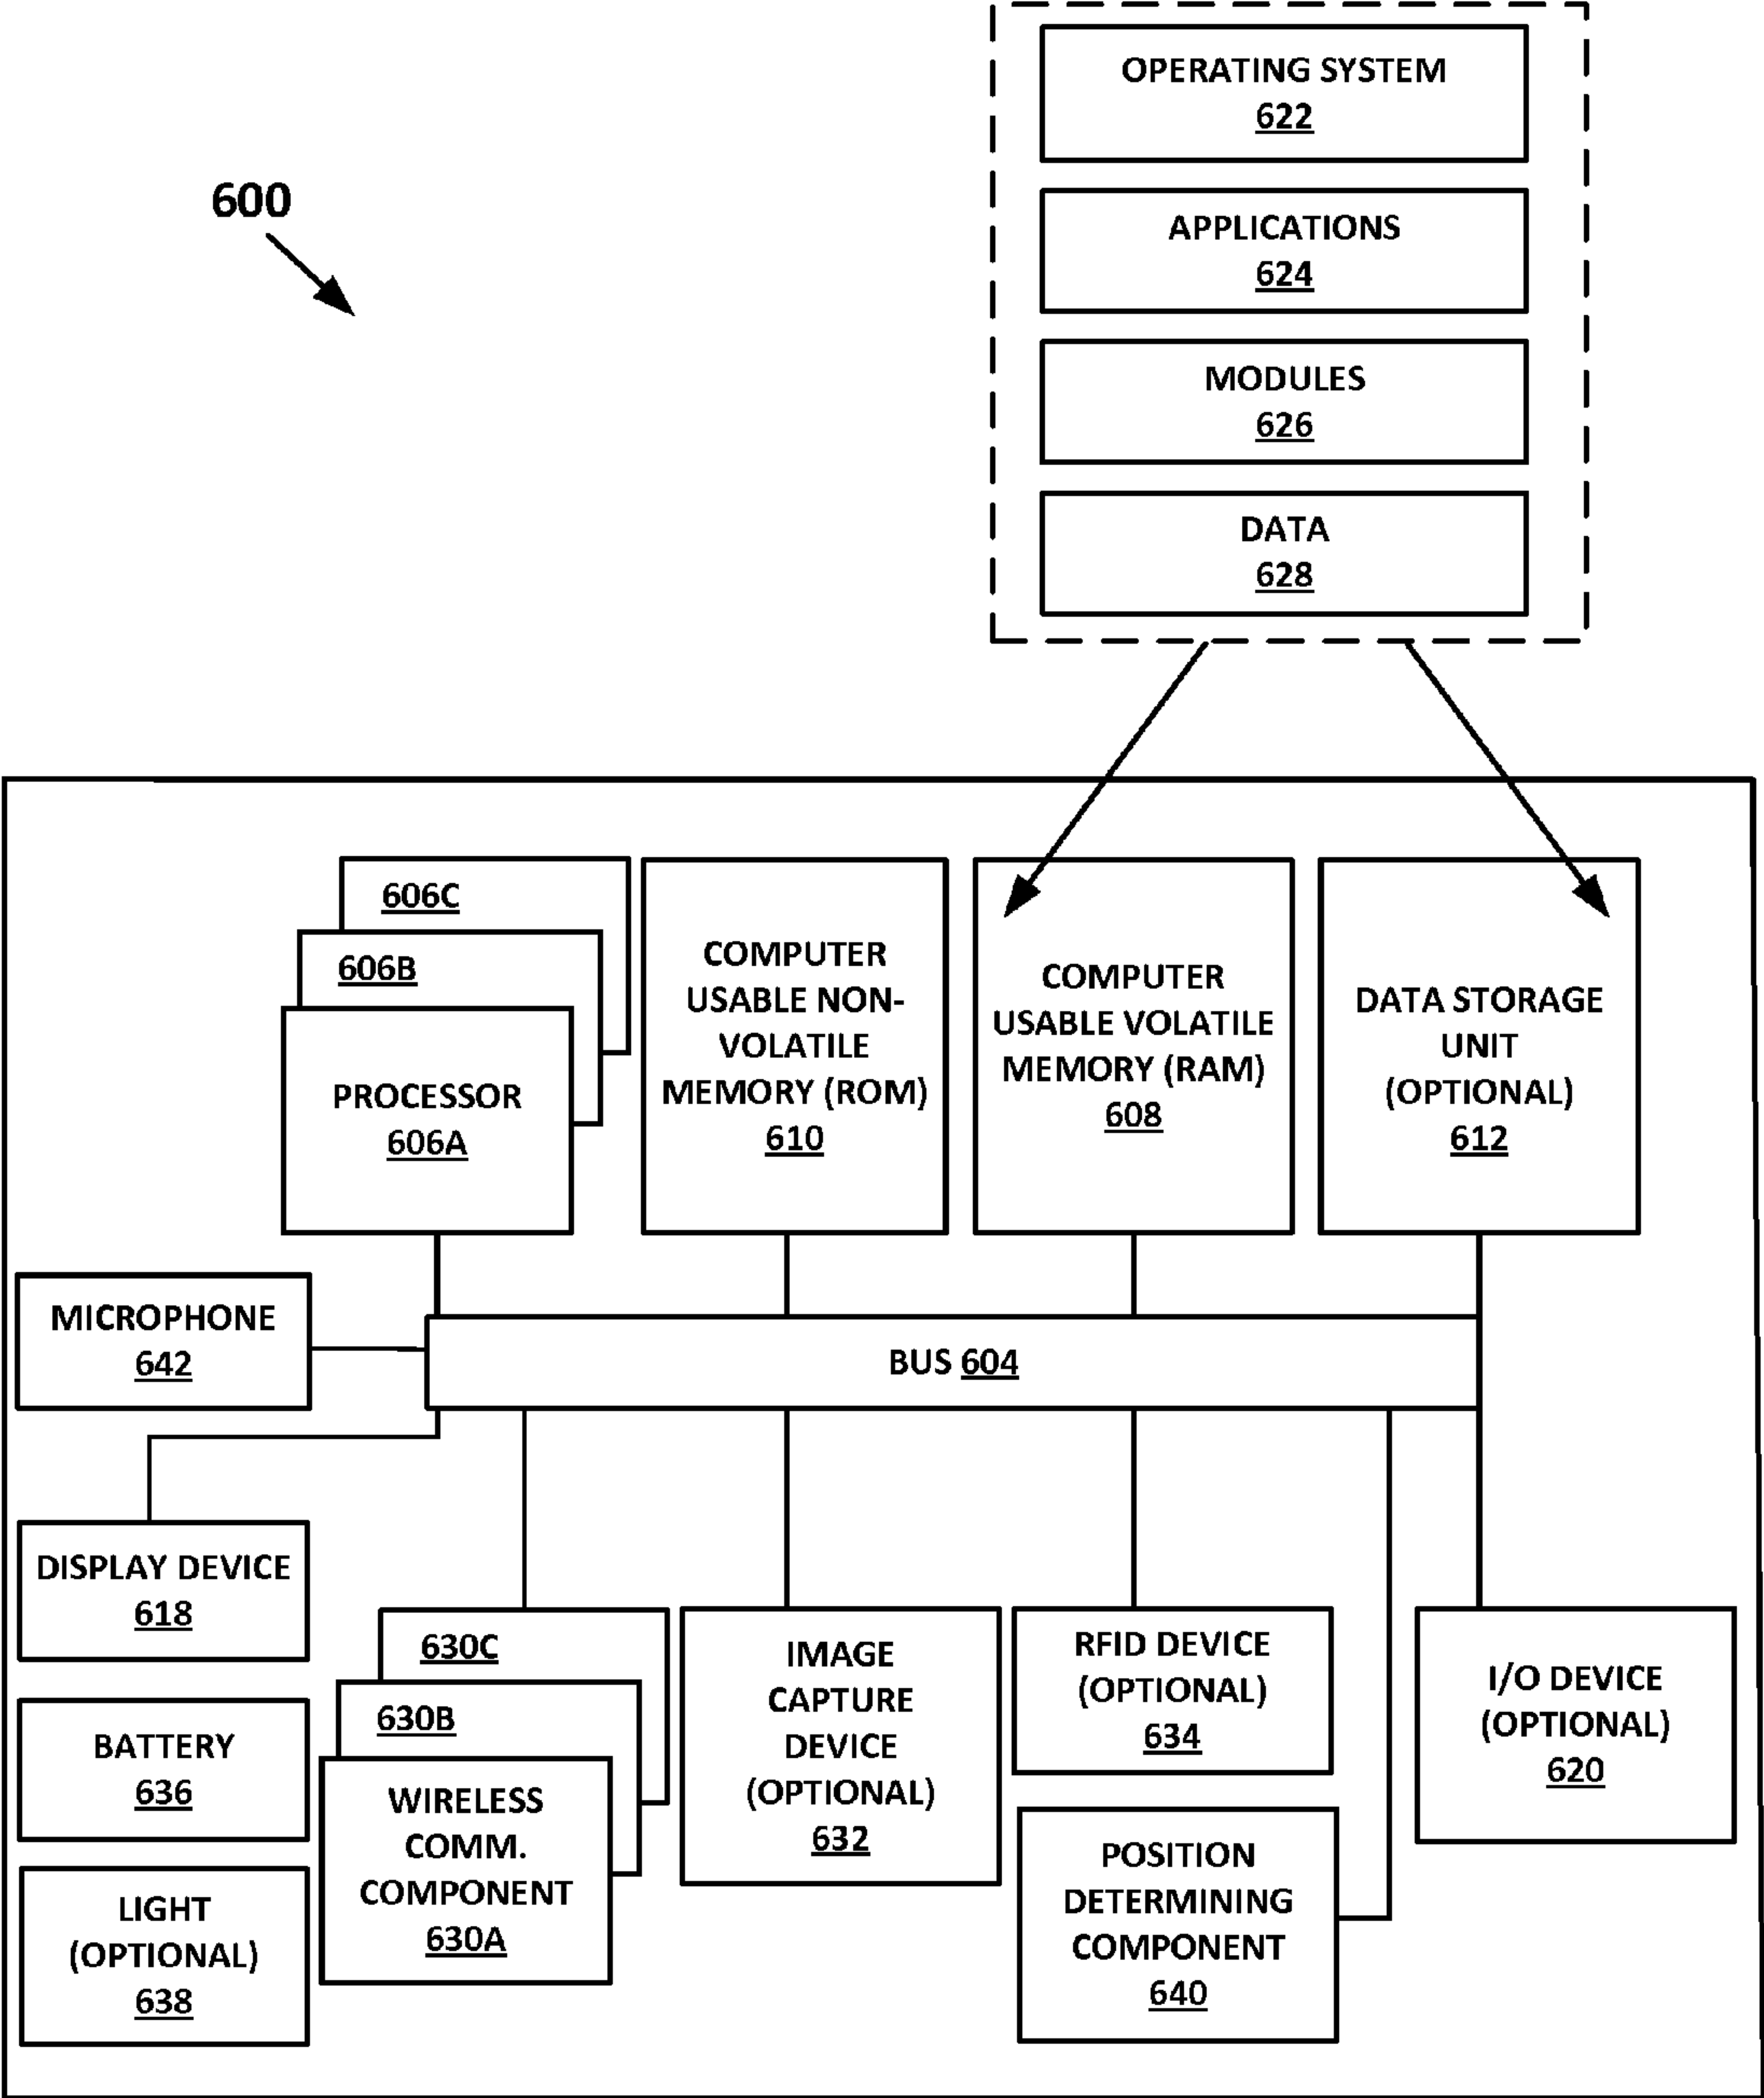 OPERATING SYSTEM
622
600
APPLICATIONS
624
MODULES
626
DATA
628
606C
606B
PROCESSOR
606A
COMPUTER
USABLE NON-
VOLATILE
MEMORY (ROM)
610
COMPUTER
USABLE VOLATILE
MEMORY (RAM)
608
DATA STORAGE
UNIT
(OPTIONAL)
612
MICROPHONE
642
BUS 604
DISPLAY DEVICE
618
BATTERY
636
LIGHT
(OPTIONAL)
638
630C
630B
WIRELESS
COMM.
COMPONENT
630A
IMAGE
CAPTURE
DEVICE
(OPTIONAL)
632
RFID DEVICE
(OPTIONAL)
634
POSITION
DETERMINING
COMPONENT
640
I/O DEVICE
(OPTIONAL)
620